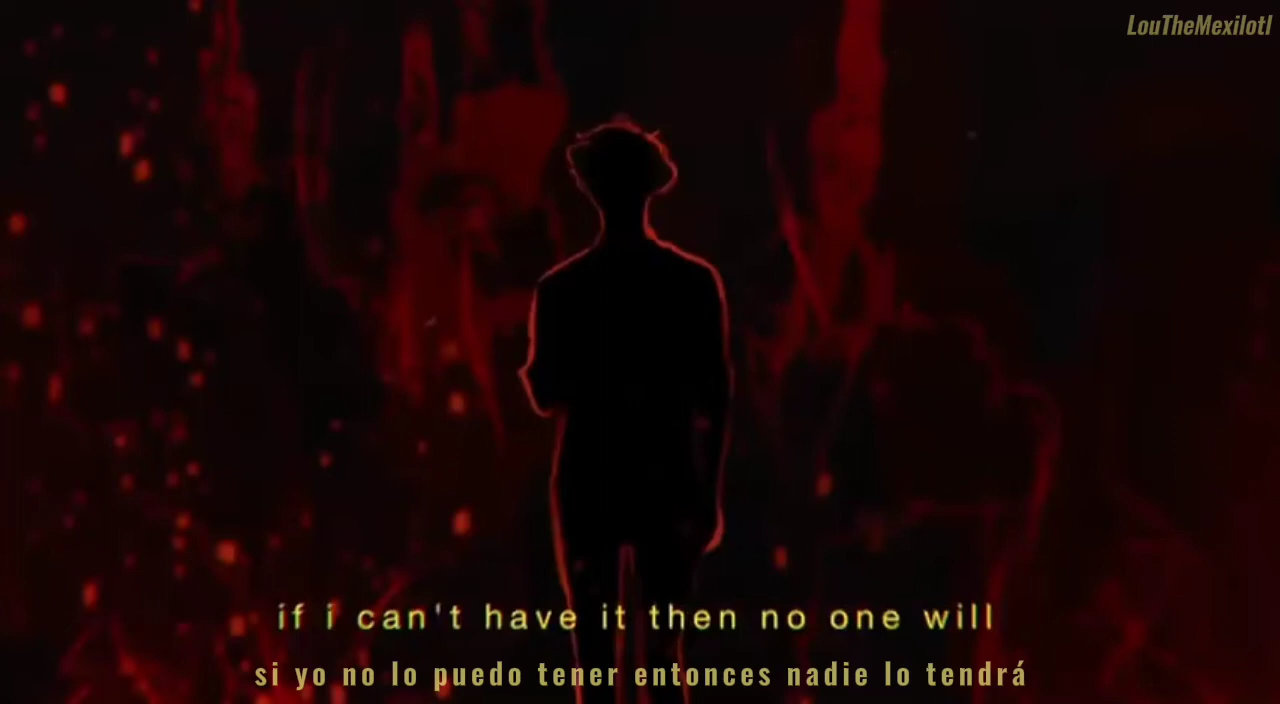 LouTheMexilotl
if i can't have it then no one will
si yo no lo puedo tener entonces nadie lo tendrá